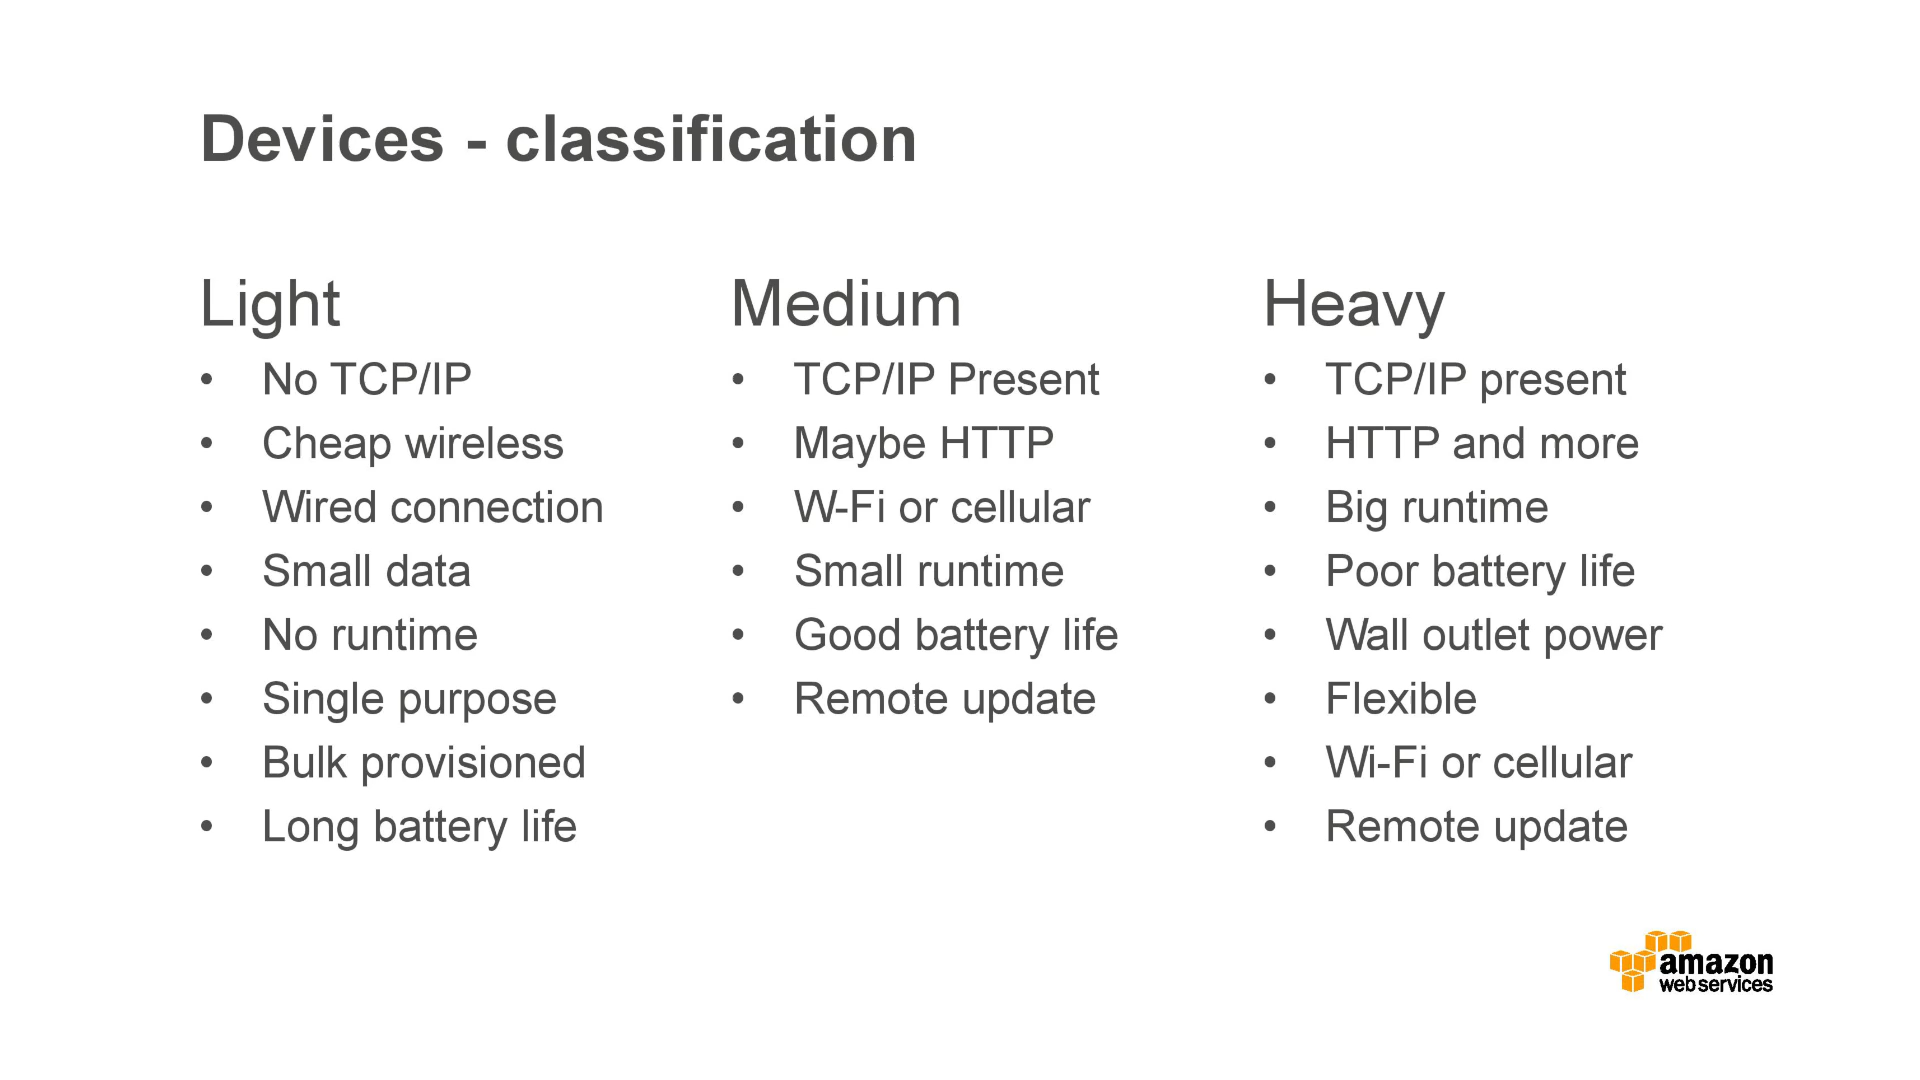 Devices - classification
Light
• No TCP/IP
• Cheap wireless
• Wired connection
• Small data
• No runtime
• Single purpose
• Bulk provisioned
• Long battery life
Medium
• TCP/IP Present
• Maybe HTTP
• W-Fi or cellular
• Small runtime
• Good battery life
• Remote update
Heavy
• TCP/IP present
• HTTP and more
• Big runtime
• Poor battery life
• Wall outlet power
• Flexible
• Wi-Fi or cellular
• Remote update
amazon
web services